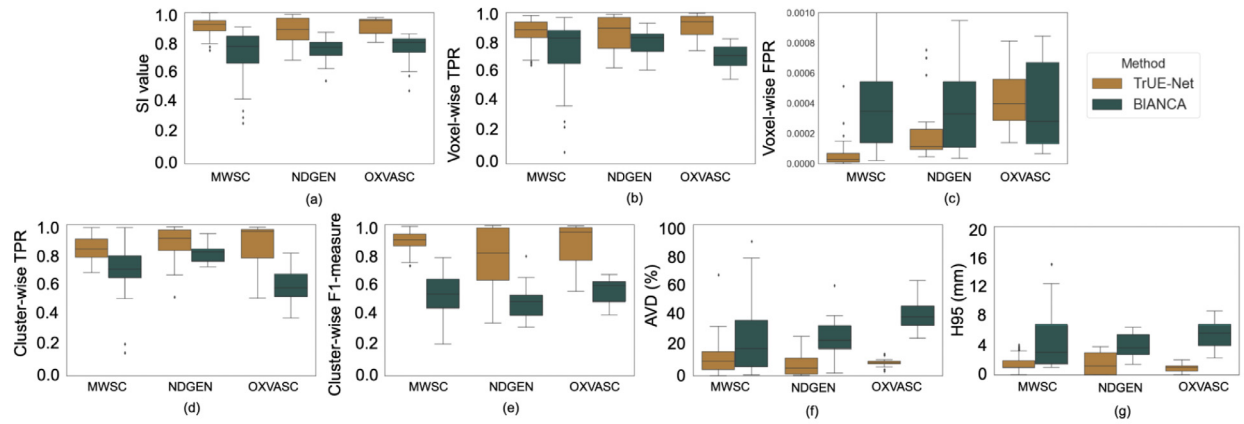 SI value
1.0
0.8
0.6
0.4
0.2
0.0
MWSC NDGEN OXVASC
(a)
Voxel-wise TPR
1.0
0.8
0.6
0.4
0.2
0.0
MWSC NDGEN OXVASC
(b)
Voxel-wise FPR
0.0010
0.0008
0.0006
0.0004
0.0002
0.0000
MWSC NDGEN OXVASC
(c)
Method
TrUE-Net
BIANCA
Cluster-wise TPR
1.0
0.8
0.6
0.4
0.2
0.0
MWSC NDGEN OXVASC
(d)
Cluster-wise F1-measure
1.0
0.8
0.6
0.4
0.2
0.0
MWSC NDGEN OXVASC
(e)
AVD (%)
100
80
60
40
20
0
MWSC NDGEN OXVASC
(f)
H95 (mm)
20
16
12
8
4
0
MWSC NDGEN OXVASC
(g)